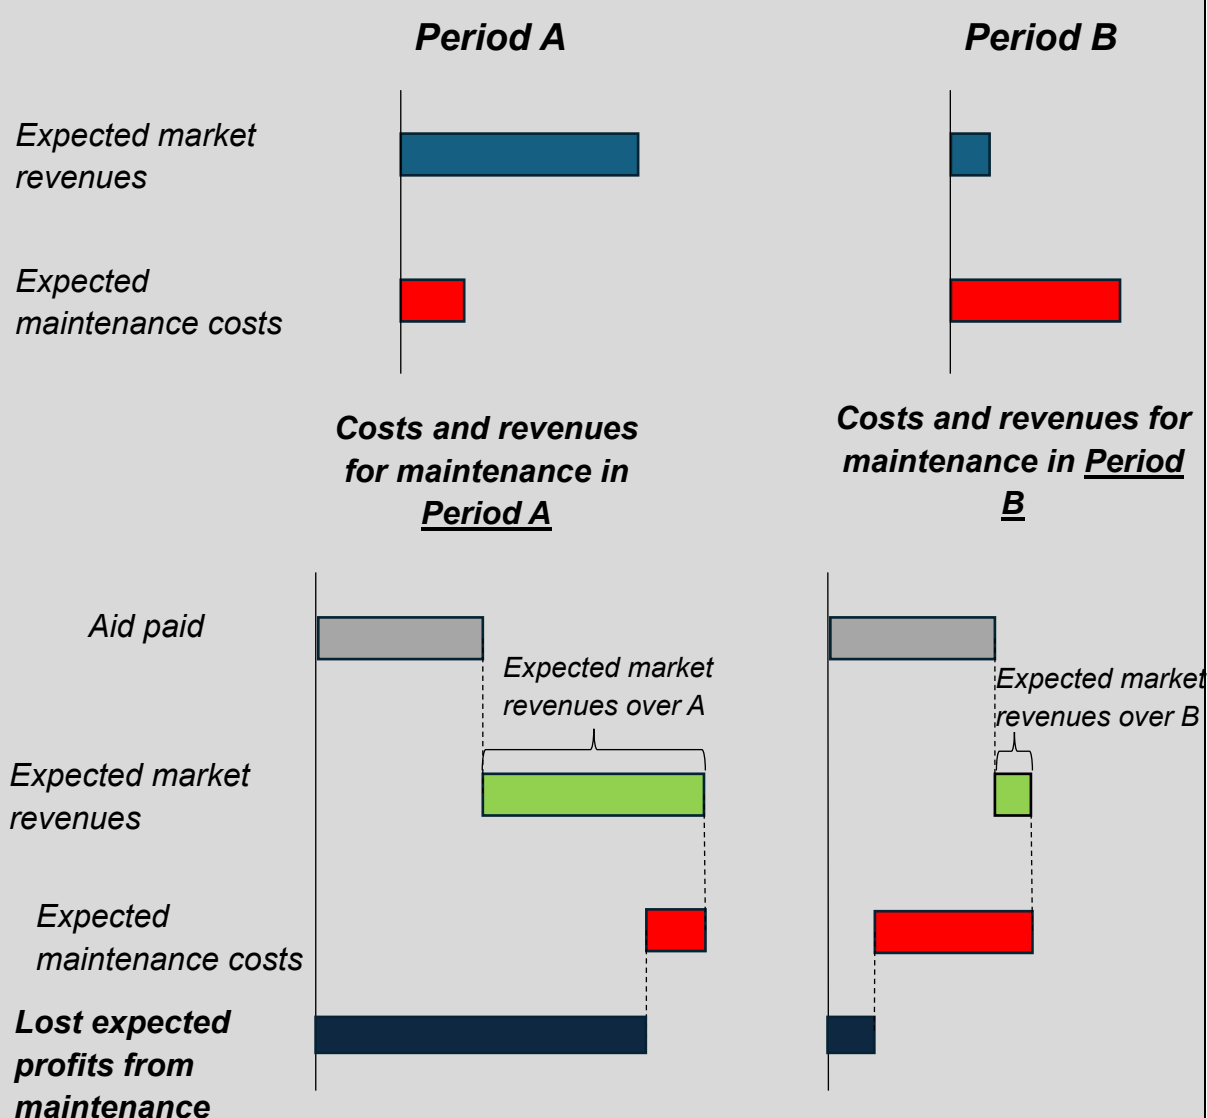 Period A
Period B
Expected market
revenues
Expected
maintenance costs
Costs and revenues
for maintenance in
Period A
Costs and revenues for
maintenance in Period
B
Aid paid
Expected market
revenues over A
Expected market
revenues over B
Expected market
revenues
Expected
maintenance costs
Lost expected
profits from
maintenance